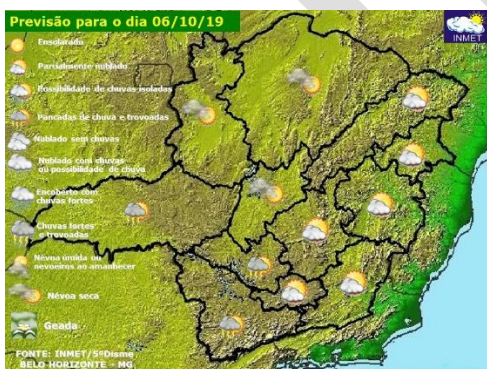 Previsão para o dia 06/10/19
INMET
Ensolarado
Parcialmente nublado
Possibilidade de chuvas isoladas
Pancadas de chuva e trovoadas
Nublado sem chuvas
Nublado com chuvas
ou possibilidade de chuva
Encoberto com
chuvas fortes
Chuvas fortes
e trovoadas
Névoa úmida ou
nevoeiros ao amanhecer
Névoa seca
Geada
FONTE: INMET/5ºDisme
BELO HORIZONTE - MG